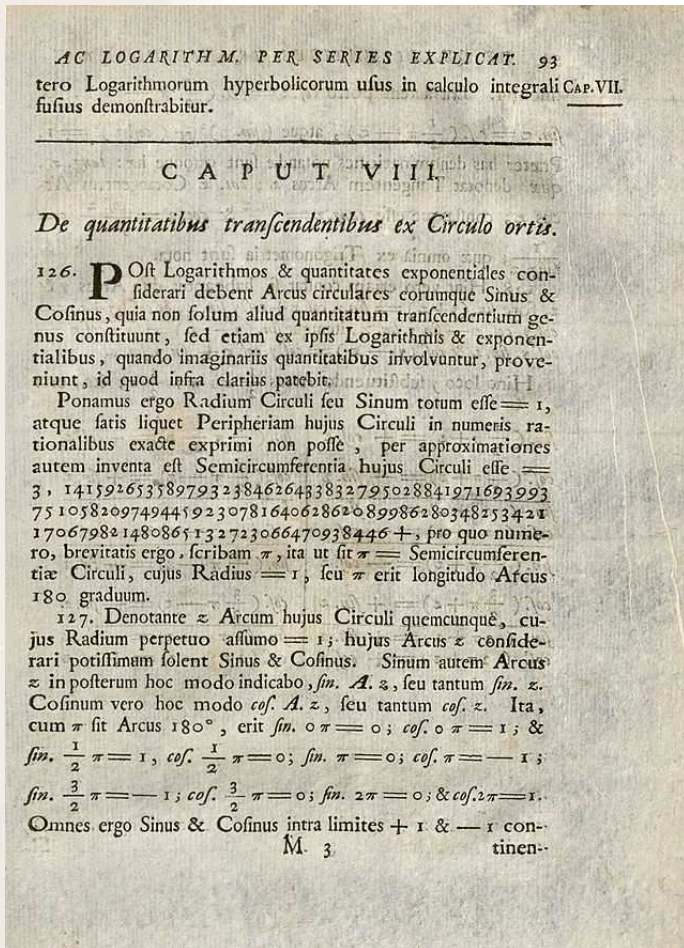 AC LOGARITHM. PER SERIES EXPLICAT. 93
tero Logarithmorum hyperbolicorum uſus in calculo integrali CAP. VII.
fuſius demonſtrabitur.
CAPUT VIII.
De quantitatibus tranſcendentibus ex Circulo ortis.
126. POſt Logarithmos & quantitates exponentiales con-
ſiderari debent Arcus circulares eorumque Sinus &
Coſinus, quia non ſolum aliud quantitatum tranſcendentium ge-
nus conſtituunt, ſed etiam ex ipſis Logarithmis & exponen-
tialibus, quando imaginariis quantitatibus involvuntur, prove-
niunt, id quod infra clarius patebit.
Ponamus ergo Radium Circuli ſeu Sinum totum eſſe = 1,
atque ſatis liquet Peripheriam hujus Circuli in numeris ra-
tionalibus exacte exprimi non poſſe, per approximationes
autem inventa eſt Semicircumferentia hujus Circuli eſſe =
3, 1415926535897932384626433832795028841971693993
751058209749445923078164062862089986280348253421
1706798214808651327230664709384 46+, pro quo nume-
ro, brevitatis ergo, ſcribam π, ita ut ſit π = Semicircumferen-
tiæ Circuli, cujus Radius = 1, ſeu π erit longitudo Arcus
180 graduum.
127. Denotante z Arcum hujus Circuli quemcunque, cu-
jus Radium perpetuo aſſumo = 1; hujus Arcus z conſide-
rari potiſſimum ſolent Sinus & Coſinus. Sinum autem Arcus
z in poſterum hoc modo indicabo, ſin. A. z, ſeu tantum ſin. z.
Coſinum vero hoc modo coſ. A. z, ſeu tantum coſ. z. Ita,
cum π ſit Arcus 180°, erit ſin. 0 π = 0; coſ. 0 π = 1; &
ſin. 1/2 π = 1, coſ. 1/2 π = 0; ſin. π = 0; coſ. π = — 1;
ſin. 3/2 π = — 1; coſ. 3/2 π = 0; ſin. 2π = 0; & coſ. 2π = 1.
Omnes ergo Sinus & Coſinus intra limites + 1 & — 1 con-
M 3 tinen-